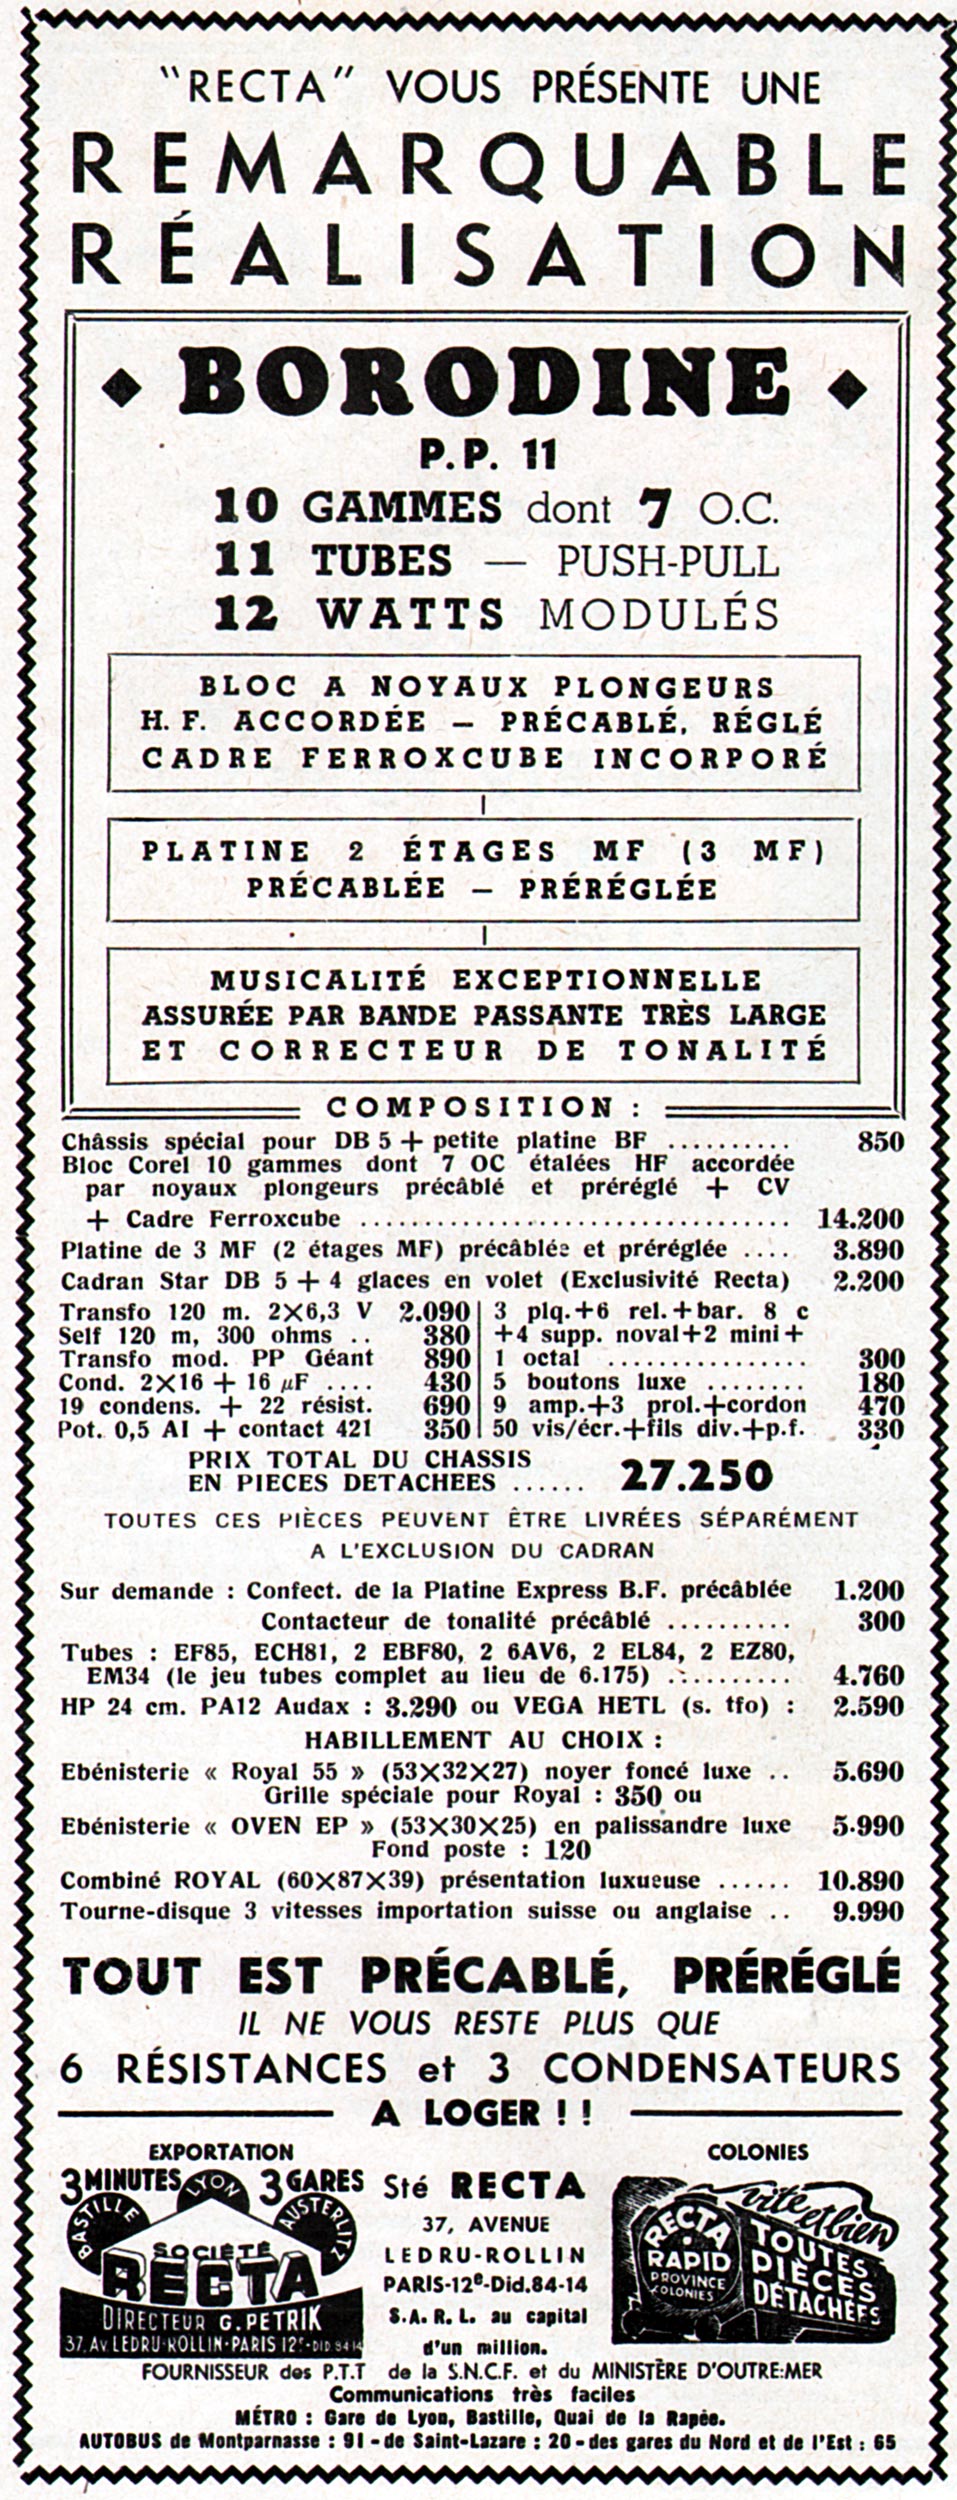 "RECTA" VOUS PRÉSENTE UNE
REMARQUABLE
RÉALISATION
BORODINE
P.P. 11
10 GAMMES dont 7 O.C.
11 TUBES — PUSH-PULL
12 WATTS MODULÉS
BLOC A NOYAUX PLONGEURS
H. F. ACCORDÉE — PRÉCABLÉ, RÉGLÉ
CADRE FERROXCUBE INCORPORÉ
PLATINE 2 ÉTAGES MF (3 MF)
PRÉCABLÉE — PRÉRÉGLÉE
MUSICALITÉ EXCEPTIONNELLE
ASSURÉE PAR BANDE PASSANTE TRÈS LARGE
ET CORRECTEUR DE TONALITÉ
COMPOSITION :
Châssis spécial pour DB 5 + petite platine BF .......... 850
Bloc Corel 10 gammes dont 7 OC étalées HF accordée
par noyaux plongeurs précâblé et préréglé + CV
+ Cadre Ferroxcube .................................. 14.200
Platine de 3 MF (2 étages MF) précâblée et préréglée .... 3.890
Cadran Star DB 5 + 4 glaces en volet (Exclusivité Recta) 2.200
Transfo 120 m. 2×6,3 V 2.090
Self 120 m, 300 ohms .. 380
Transfo mod. PP Géant 890
Cond. 2×16 + 16 µF .... 430
19 condens. + 22 résist. 690
Pot. 0,5 AI + contact 421 350
3 plq.+6 rel.+bar. 8 c
+4 supp. noval+2 mini+
1 octal ................ 300
5 boutons luxe ........ 180
9 amp.+3 prol.+cordon 470
50 vis/écr.+fils div.+p.f. 330
PRIX TOTAL DU CHASSIS
EN PIECES DETACHEES ...... 27.250
TOUTES CES PIÈCES PEUVENT ÊTRE LIVRÉES SÉPARÉMENT
A L'EXCLUSION DU CADRAN
Sur demande : Confect. de la Platine Express B.F. précâblée 1.200
Contacteur de tonalité précâblé .......... 300
Tubes : EF85, ECH81, 2 EBF80, 2 6AV6, 2 EL84, 2 EZ80,
EM34 (le jeu tubes complet au lieu de 6.175) .......... 4.760
HP 24 cm. PA12 Audax : 3.290 ou VEGA HETL (s. tfo) : 2.590
HABILLEMENT AU CHOIX :
Ebénisterie « Royal 55 » (53×32×27) noyer foncé luxe .. 5.690
Grille spéciale pour Royal : 350 ou
Ebénisterie « OVEN EP » (53×30×25) en palissandre luxe 5.990
Fond poste : 120
Combiné ROYAL (60×87×39) présentation luxueuse ...... 10.890
Tourne-disque 3 vitesses importation suisse ou anglaise .. 9.990
TOUT EST PRÉCABLÉ, PRÉRÉGLÉ
IL NE VOUS RESTE PLUS QUE
6 RÉSISTANCES et 3 CONDENSATEURS
A LOGER !!
EXPORTATION
3 MINUTES 3 GARES
BASTILLE LYON AUSTERLITZ
SOCIÉTÉ
RECTA
DIRECTEUR G. PETRIK
37, AV. LEDRU-ROLLIN-PARIS 12e-DID. 84 14
Sté RECTA
37, AVENUE
LEDRU-ROLLIN
PARIS-12e-Did.84-14
S.A.R.L. au capital
d'un million.
COLONIES
vite et bien
RECTA
RAPID
PROVINCE
COLONIES
TOUTES
PIÈCES
DÉTACHÉES
FOURNISSEUR des P.T.T de la S.N.C.F. et du MINISTÈRE D'OUTRE-MER
Communications très faciles
MÉTRO : Gare de Lyon, Bastille, Quai de la Rapée.
AUTOBUS de Montparnasse : 91 - de Saint-Lazare : 20 - des gares du Nord et de l'Est : 65